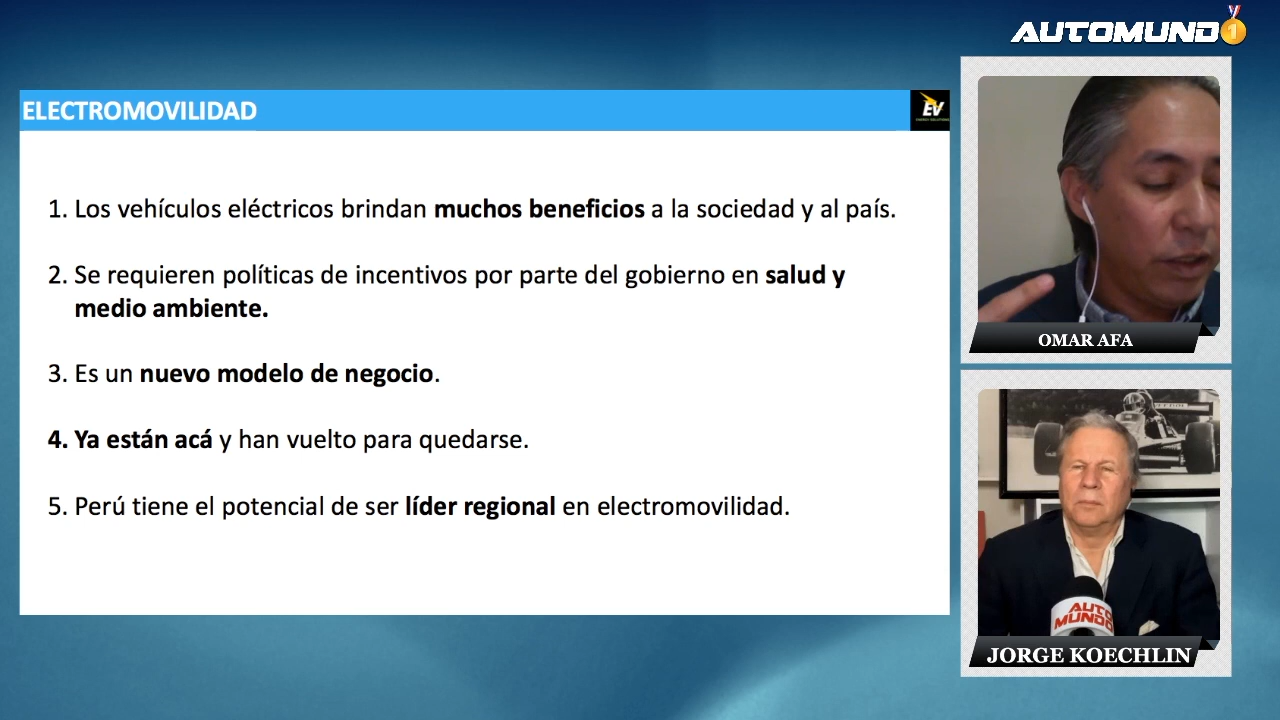 AUTOMUNDO
1
ELECTROMOVILIDAD
EV
ENERGY SOLUTIONS
1. Los vehículos eléctricos brindan muchos beneficios a la sociedad y al país.
2. Se requieren políticas de incentivos por parte del gobierno en salud y
medio ambiente.
3. Es un nuevo modelo de negocio.
4. Ya están acá y han vuelto para quedarse.
5. Perú tiene el potencial de ser líder regional en electromovilidad.
OMAR AFA
AUTO
MUNDO
JORGE KOECHLIN